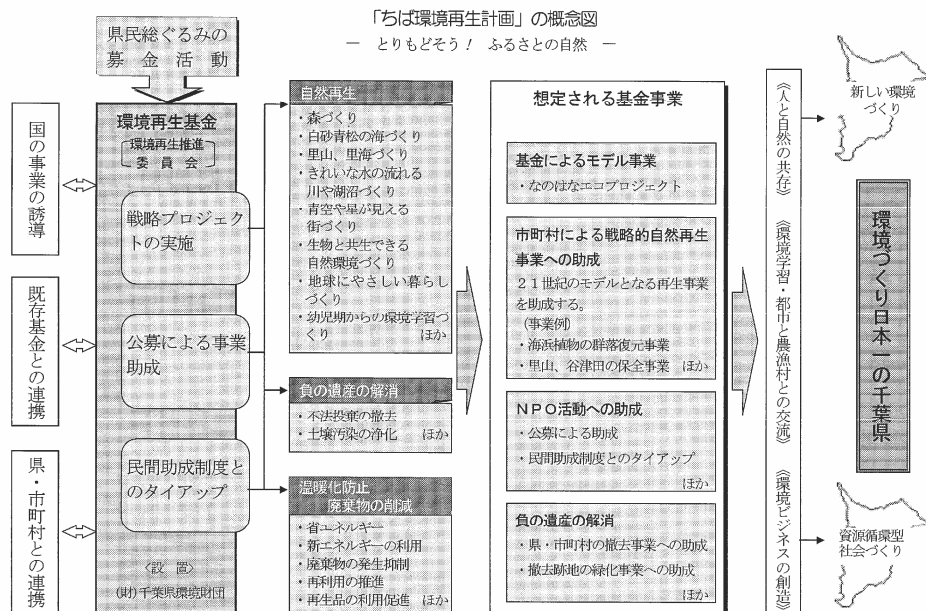 「ちば環境再生計画」の概念図
― とりもどそう！ ふるさとの自然 ―
県民総ぐるみの
募金活動
国の事業の誘導
既存基金との連携
県・市町村との連携
環境再生基金
環境再生推進
委員会
戦略プロジェク
トの実施
公募による事業
助成
民間助成制度と
のタイアップ
〈設 置〉
(財)千葉県環境財団
自然再生
・森づくり
・白砂青松の海づくり
・里山、里海づくり
・きれいな水の流れる
川や湖沼づくり
・青空や星が見える
街づくり
・生物と共生できる
自然環境づくり
・地球にやさしい暮らし
づくり
・幼児期からの環境学習づ
くり ほか
負の遺産の解消
・不法投棄の撤去
・土壌汚染の浄化 ほか
温暖化防止
廃棄物の削減
・省エネルギー
・新エネルギーの利用
・廃棄物の発生抑制
・再利用の推進
・再生品の利用促進 ほか
想定される基金事業
基金によるモデル事業
・なのはなエコプロジェクト
市町村による戦略的自然再生
事業への助成
２１世紀のモデルとなる再生事業
を助成する。
（事業例）
・海浜植物の群落復元事業
・里山、谷津田の保全事業 ほか
ＮＰＯ活動への助成
・公募による助成
・民間助成制度とのタイアップ
ほか
負の遺産の解消
・県・市町村の撤去事業への助成
・撤去跡地の緑化事業への助成
ほか
《人と自然の共存》
《環境学習・都市と農漁村との交流》
《環境ビジネスの創造》
新しい環境
づくり
環境づくり日本一の千葉県
資源循環型
社会づくり